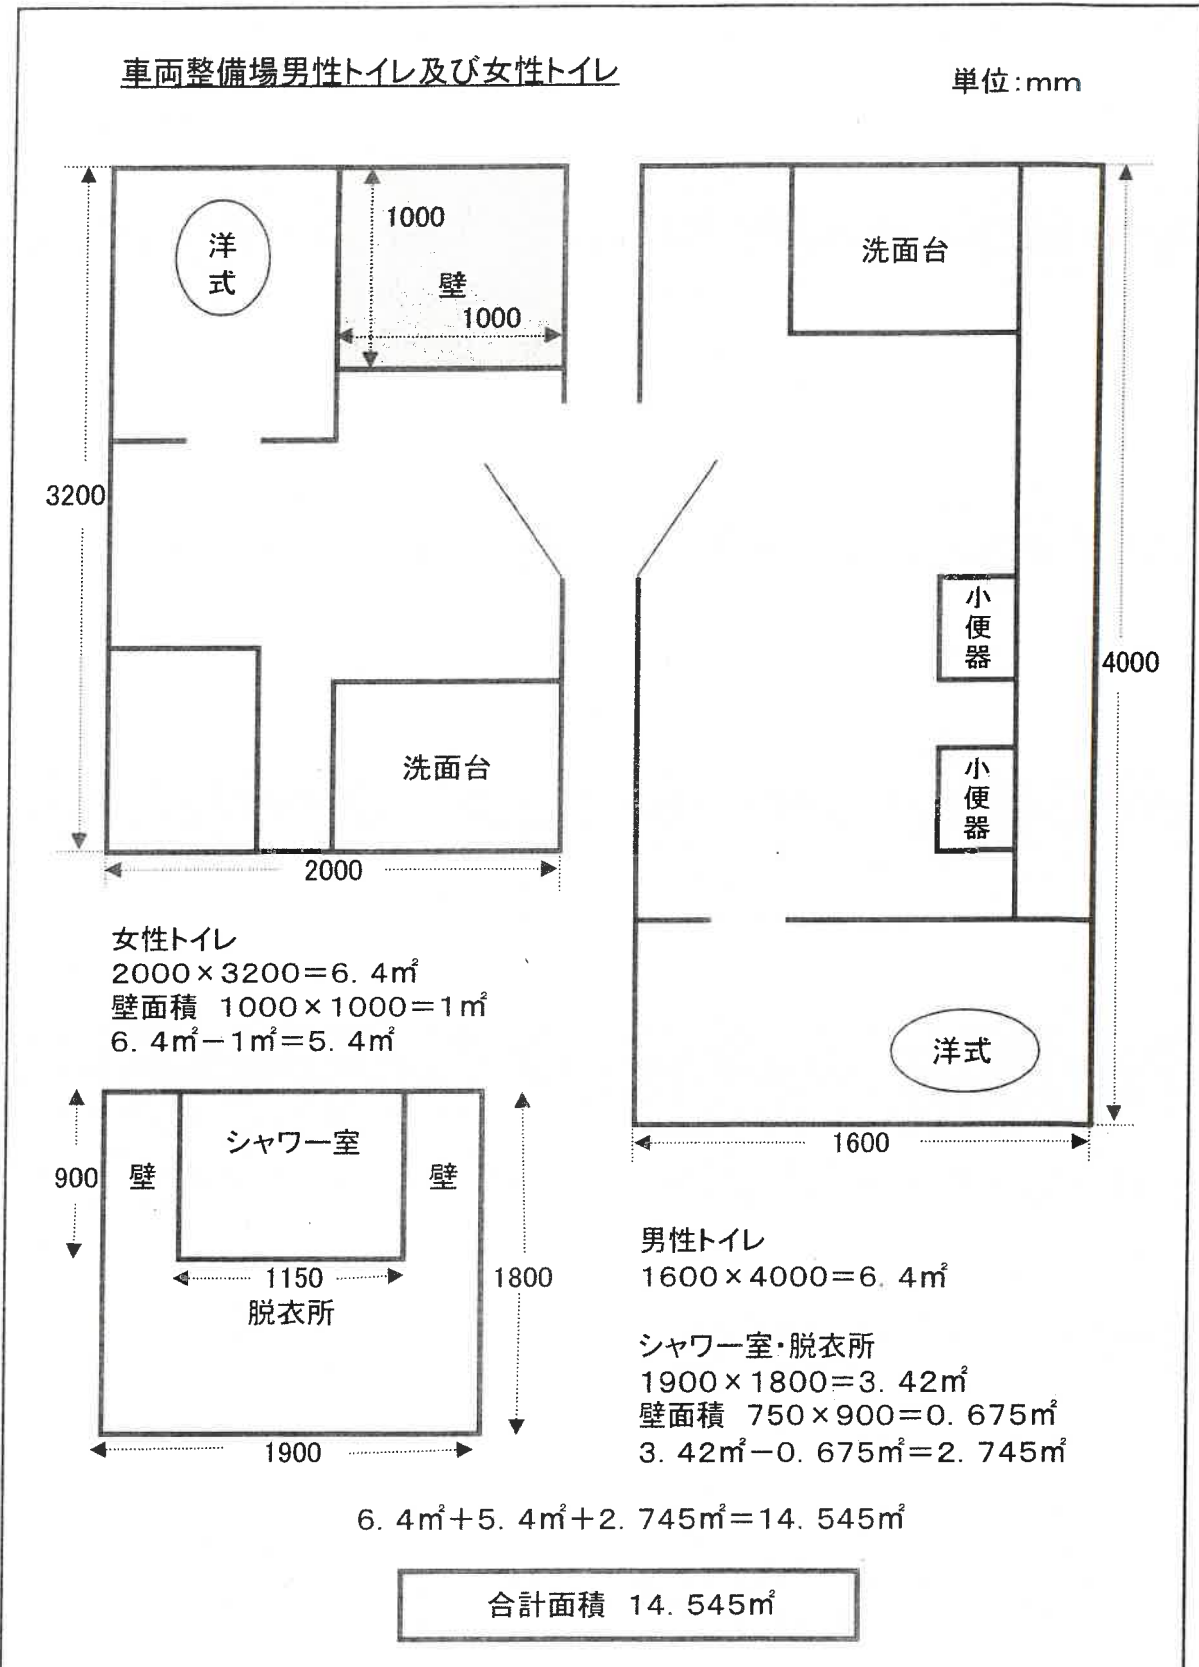 車両整備場男性トイレ及び女性トイレ
単位:mm
洋式
1000
壁
1000
3200
洗面台
2000
洗面台
小便器
小便器
4000
洋式
1600
女性トイレ
2000×3200=6.4㎡
壁面積 1000×1000=1㎡
6.4㎡-1㎡=5.4㎡
900
壁
シャワー室
壁
1150
脱衣所
1800
1900
男性トイレ
1600×4000=6.4㎡
シャワー室・脱衣所
1900×1800=3.42㎡
壁面積 750×900=0.675㎡
3.42㎡-0.675㎡=2.745㎡
6.4㎡+5.4㎡+2.745㎡=14.545㎡
合計面積 14.545㎡